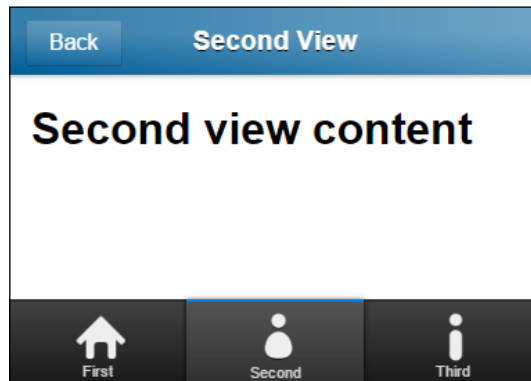 Back
Second View
Second view content
First
Second
Third